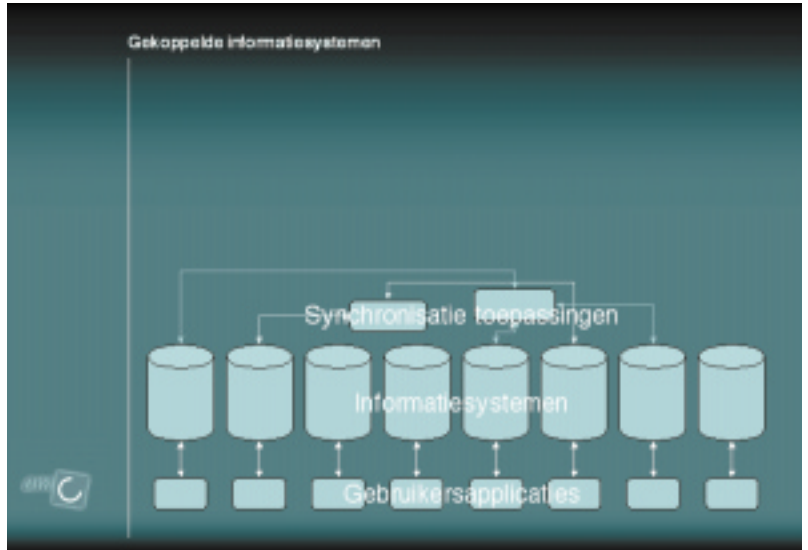 Gekoppelde informatiesystemen
Synchronisatie toepassingen
Informatiesystemen
Gebruikersapplicaties